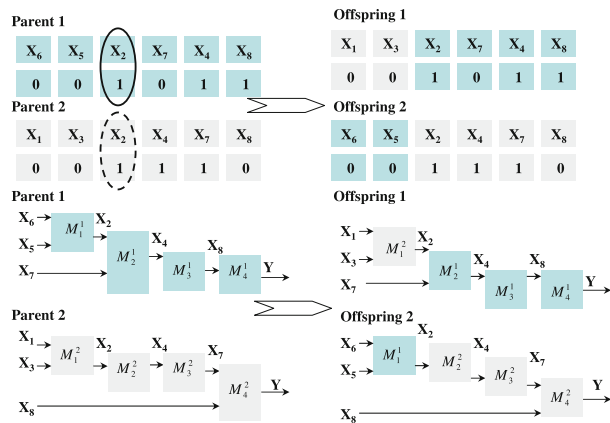 Parent 1
X₆ X₅ X₂ X₇ X₄ X₈
0 0 1 0 1 1
Parent 2
X₁ X₃ X₂ X₄ X₇ X₈
0 0 1 1 1 0
Offspring 1
X₁ X₃ X₂ X₇ X₄ X₈
0 0 1 0 1 1
Offspring 2
X₆ X₅ X₂ X₄ X₇ X₈
0 0 1 1 1 0
Parent 1
X₆ X₂
M₁¹
X₅ X₄ X₈
M₂¹ M₃¹ M₄¹ Y
X₇
Parent 2
X₁ X₂ X₄ X₇
M₁² M₂² M₃²
X₃
M₄² Y
X₈
Offspring 1
X₁ X₂
M₁²
X₃ X₄ X₈
M₂¹ M₃¹ M₄¹ Y
X₇
Offspring 2
X₆ X₂
M₁¹ X₄
X₅ M₂² X₇
M₃²
M₄² Y
X₈